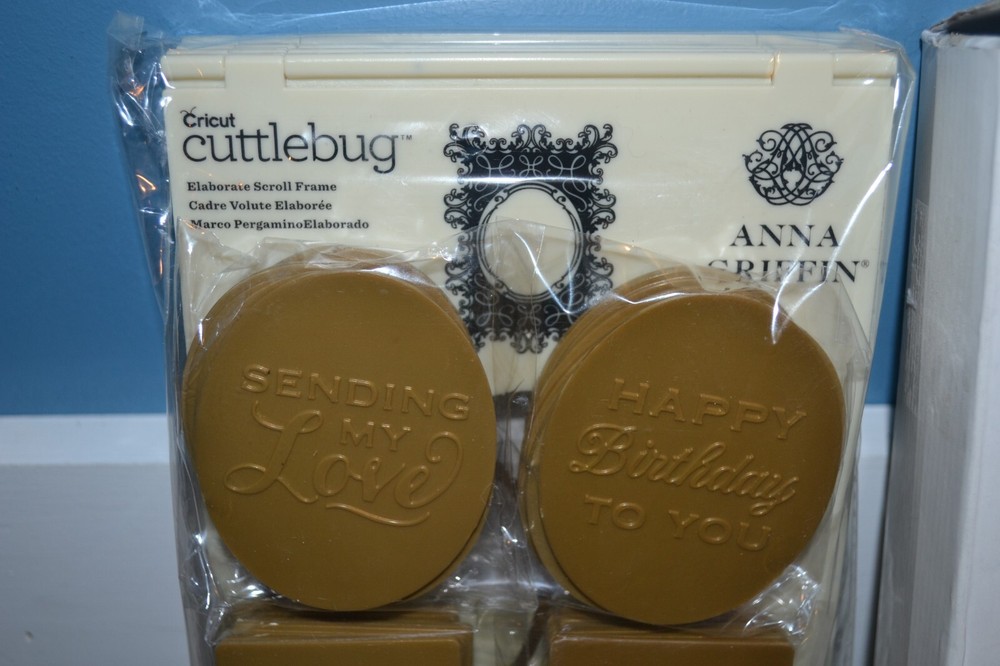 Cricut
cuttlebug™
Elaborate Scroll Frame
Cadre Volute Elaborée
Marco PergaminoElaborado
ANNA
GRIFFIN®
SENDING
MY
Love
HAPPY
Birthday
TO YOU